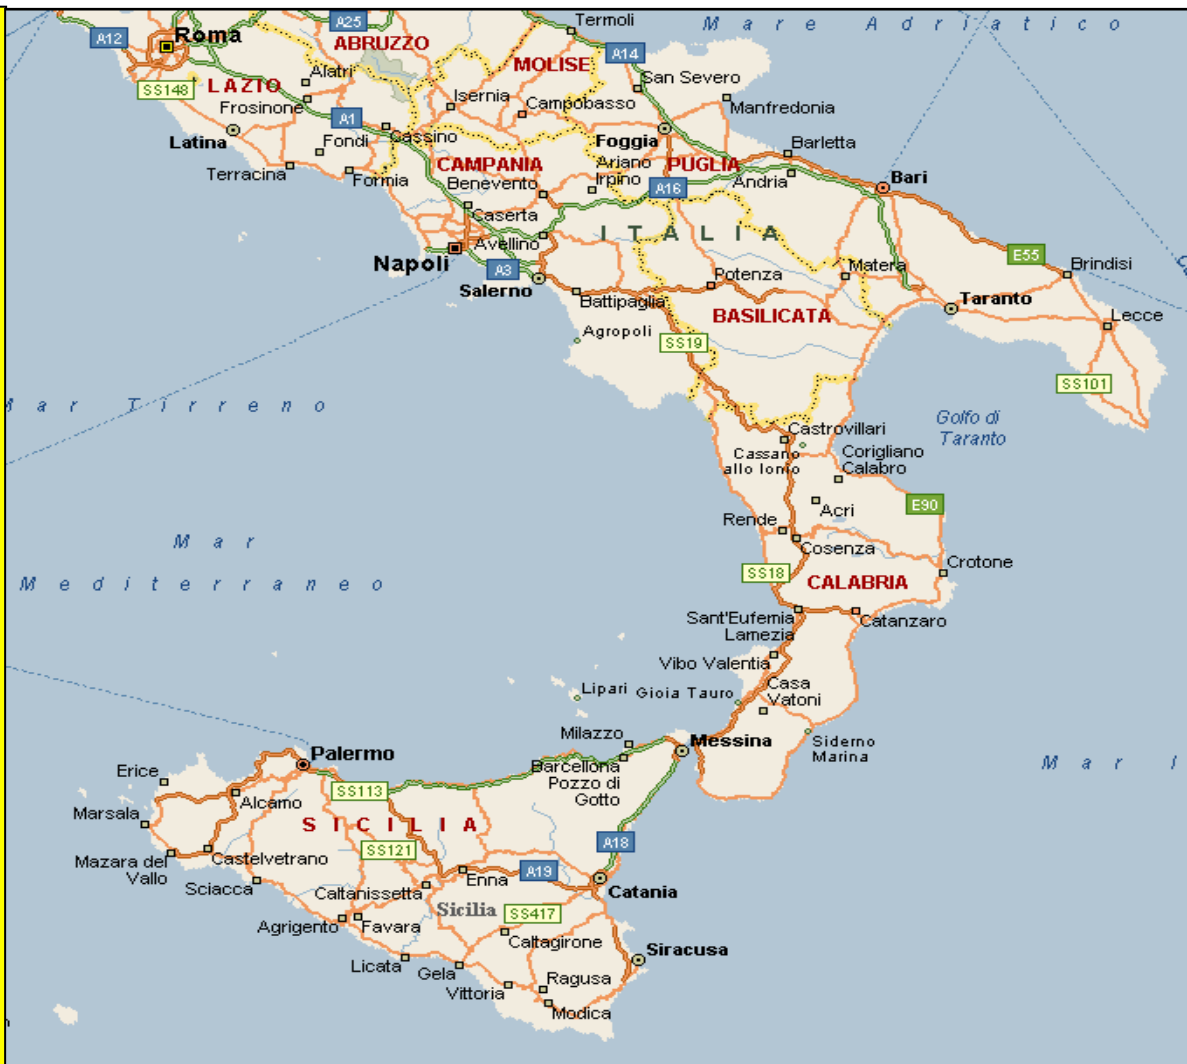 Mare Adriatico
Termoli
A25
A12
Roma
ABRUZZO
A14
MOLISE
San Severo
Alatri
SS148
LAZIO
Isernia
Frosinone
Campobasso
Manfredonia
A1
Cassino
Latina
Fondi
Foggia
Barletta
CAMPANIA
Ariano
Irpino
PUGLIA
Terracina
Formia
Benevento
A16
Andria
Bari
Caserta
ITALIA
Avellino
E55
Napoli
A3
Matera
Brindisi
Potenza
Salerno
Battipaglia
Taranto
BASILICATA
Lecce
Agropoli
SS19
SS101
Mar Tirreno
Golfo di
Taranto
Castrovillari
Cassano
allo Ionio
Corigliano
Calabro
E90
Acri
Rende
Mar
Mediterraneo
Cosenza
Crotone
SS18
CALABRIA
Sant'Eufemia
Lamezia
Catanzaro
Vibo Valentia
Lipari
Gioia Tauro
Casa
Vatoni
Milazzo
Messina
Siderno
Marina
Palermo
Mar I
Erice
Barcellona
Pozzo di
Gotto
SS113
Alcamo
Marsala
SICILIA
A18
SS121
Mazara del
Vallo
Castelvetrano
Sciacca
Enna
A19
Caltanissetta
Catania
Sicilia
SS417
Agrigento
Favara
Caltagirone
Siracusa
Licata
Gela
Ragusa
Vittoria
Modica